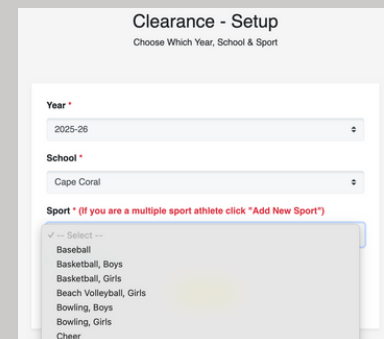 Clearance - Setup
Choose Which Year, School & Sport
Year *
2025-26
School *
Cape Coral
Sport * (If you are a multiple sport athlete click "Add New Sport")
✓ -- Select --
Baseball
Basketball, Boys
Basketball, Girls
Beach Volleyball, Girls
Bowling, Boys
Bowling, Girls
Cheer